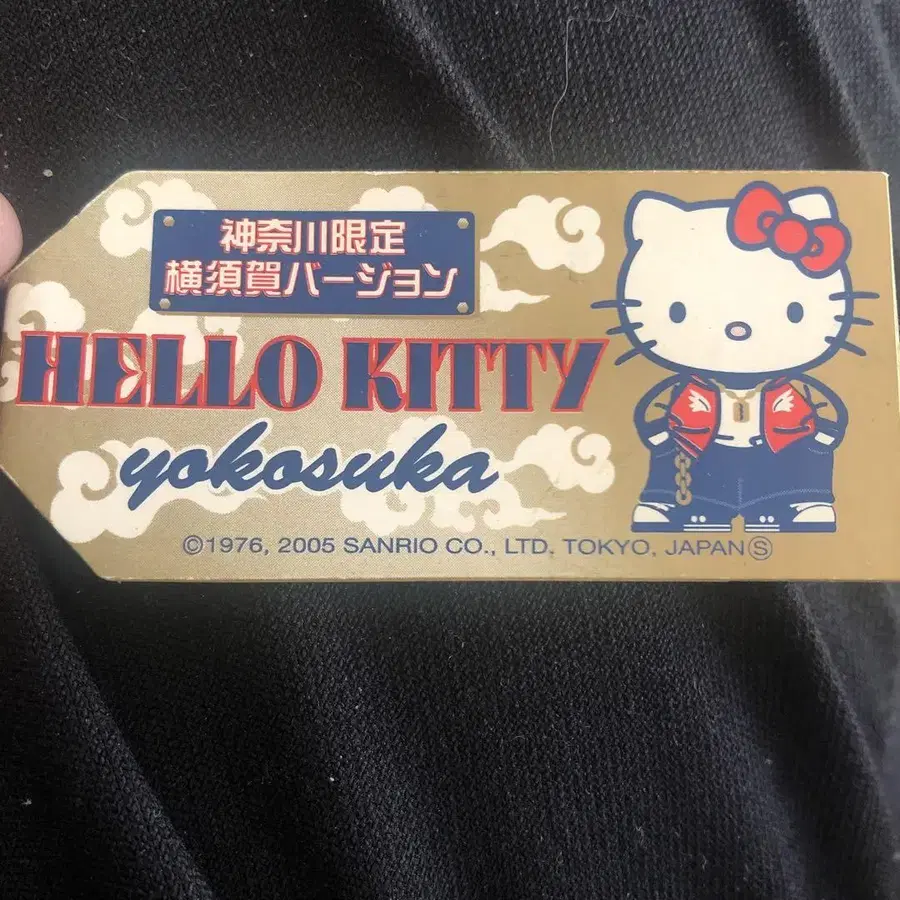 神奈川限定
横須賀バージョン
HELLO KITTY
yokosuka
©1976, 2005 SANRIO CO., LTD. TOKYO, JAPAN Ⓢ